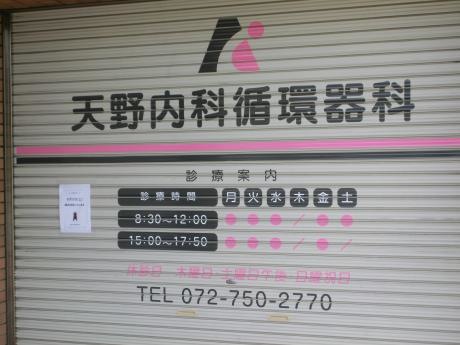 天野内科循環器科
診療案内
診療時間 月 火 水 木 金 土
8:30〜12:00 ● ● ● / ● ●
15:00〜17:50 ● ● ● / ● /
休診日 木曜日 土曜日午後 日曜祝日
TEL 072-750-2770